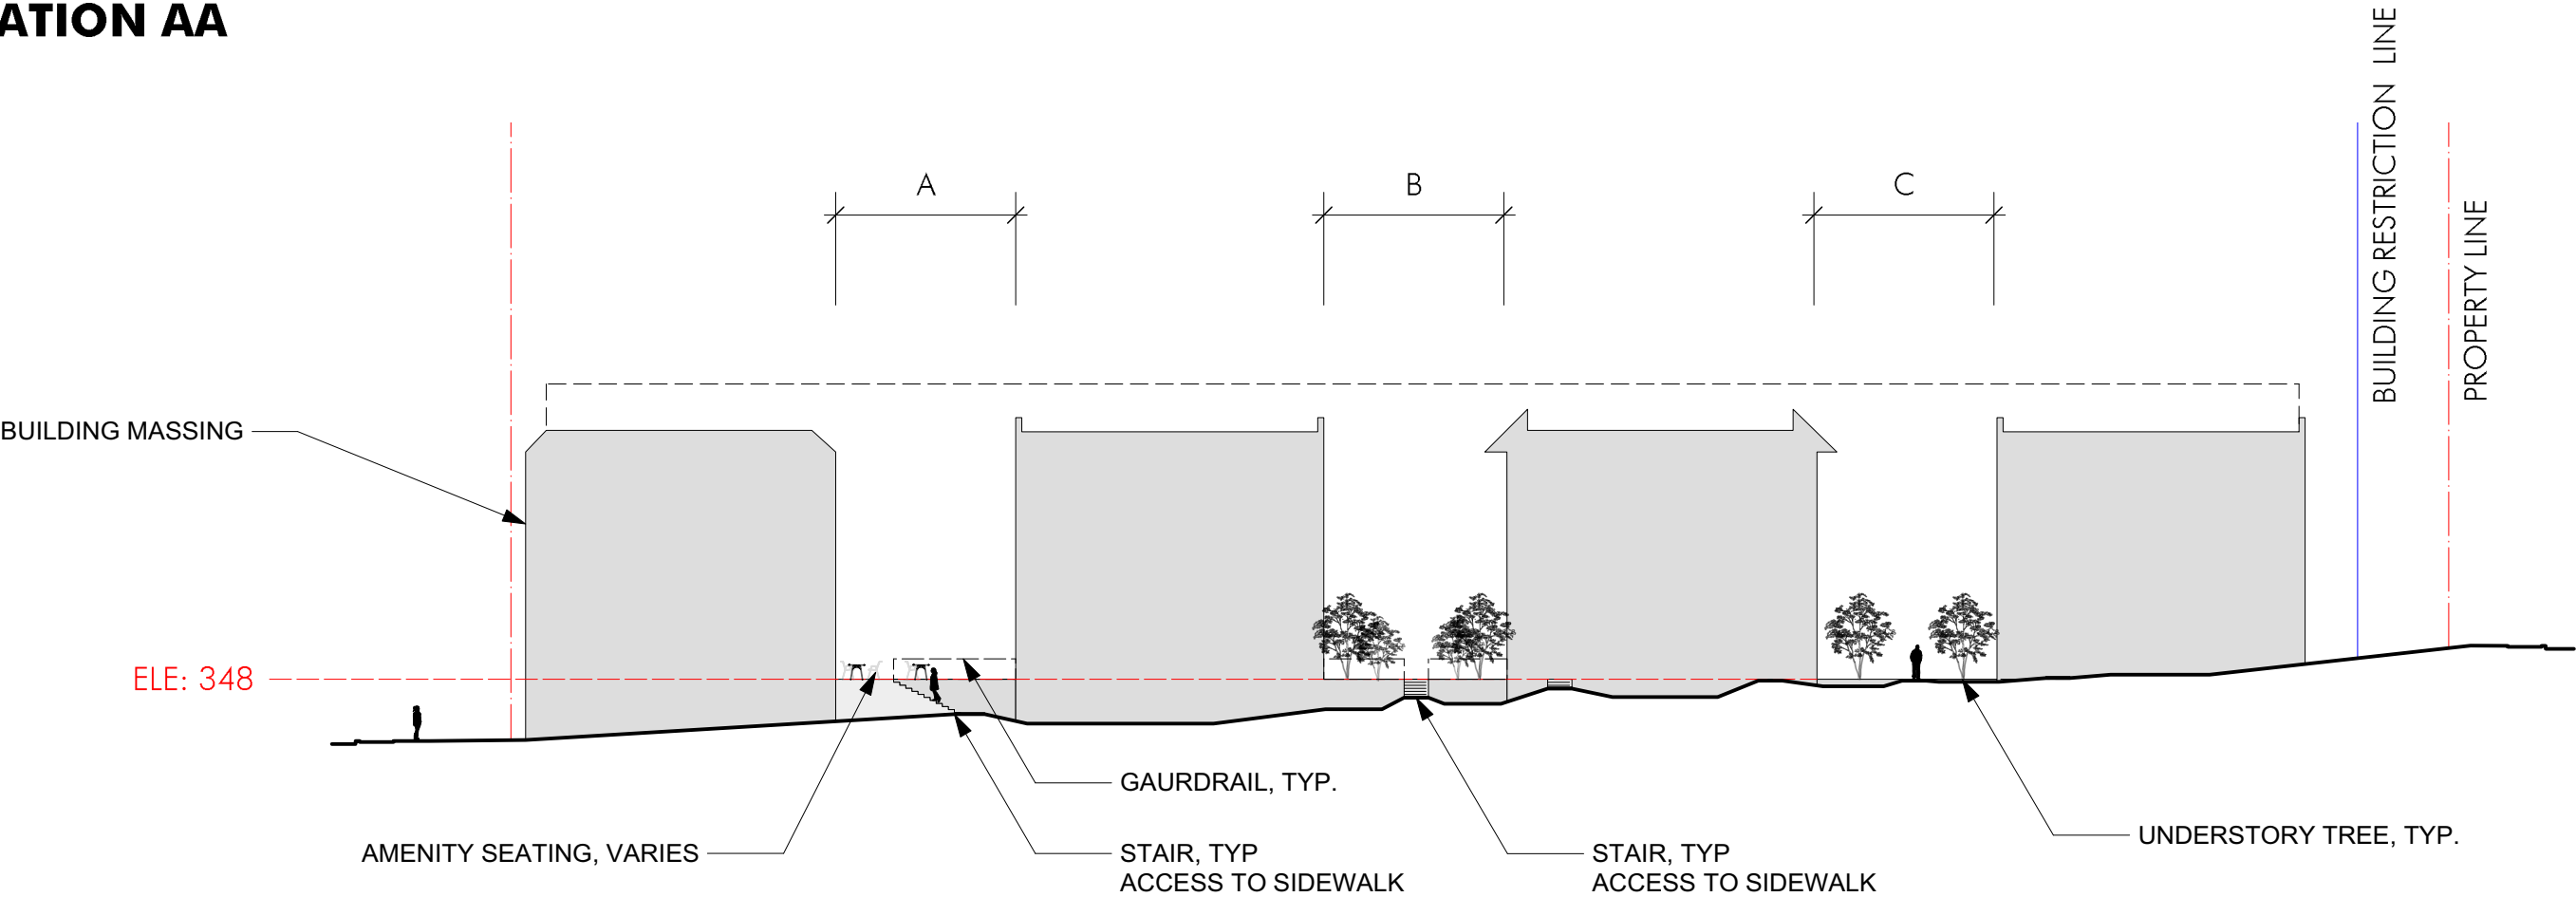 ATION AA
BUILDING RESTRICTION LINE
PROPERTY LINE
A
B
C
BUILDING MASSING
ELE: 348
GAURDRAIL, TYP.
AMENITY SEATING, VARIES
STAIR, TYP
ACCESS TO SIDEWALK
STAIR, TYP
ACCESS TO SIDEWALK
UNDERSTORY TREE, TYP.